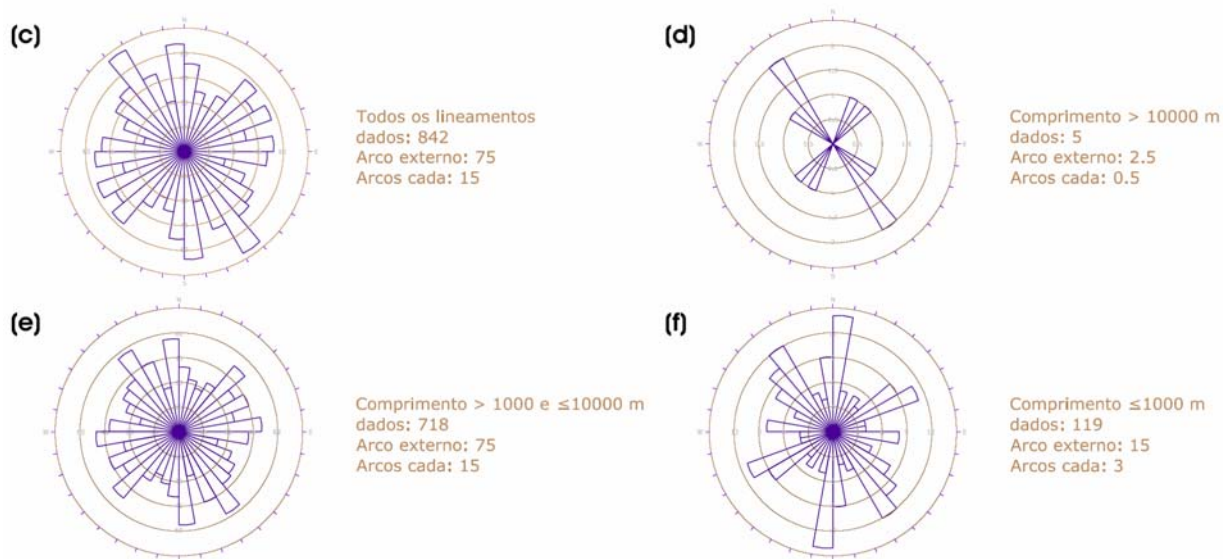 (c)
Todos os lineamentos
dados: 842
Arco externo: 75
Arcos cada: 15
(d)
Comprimento > 10000 m
dados: 5
Arco externo: 2.5
Arcos cada: 0.5
(e)
Comprimento > 1000 e ≤10000 m
dados: 718
Arco externo: 75
Arcos cada: 15
(f)
Comprimento ≤1000 m
dados: 119
Arco externo: 15
Arcos cada: 3